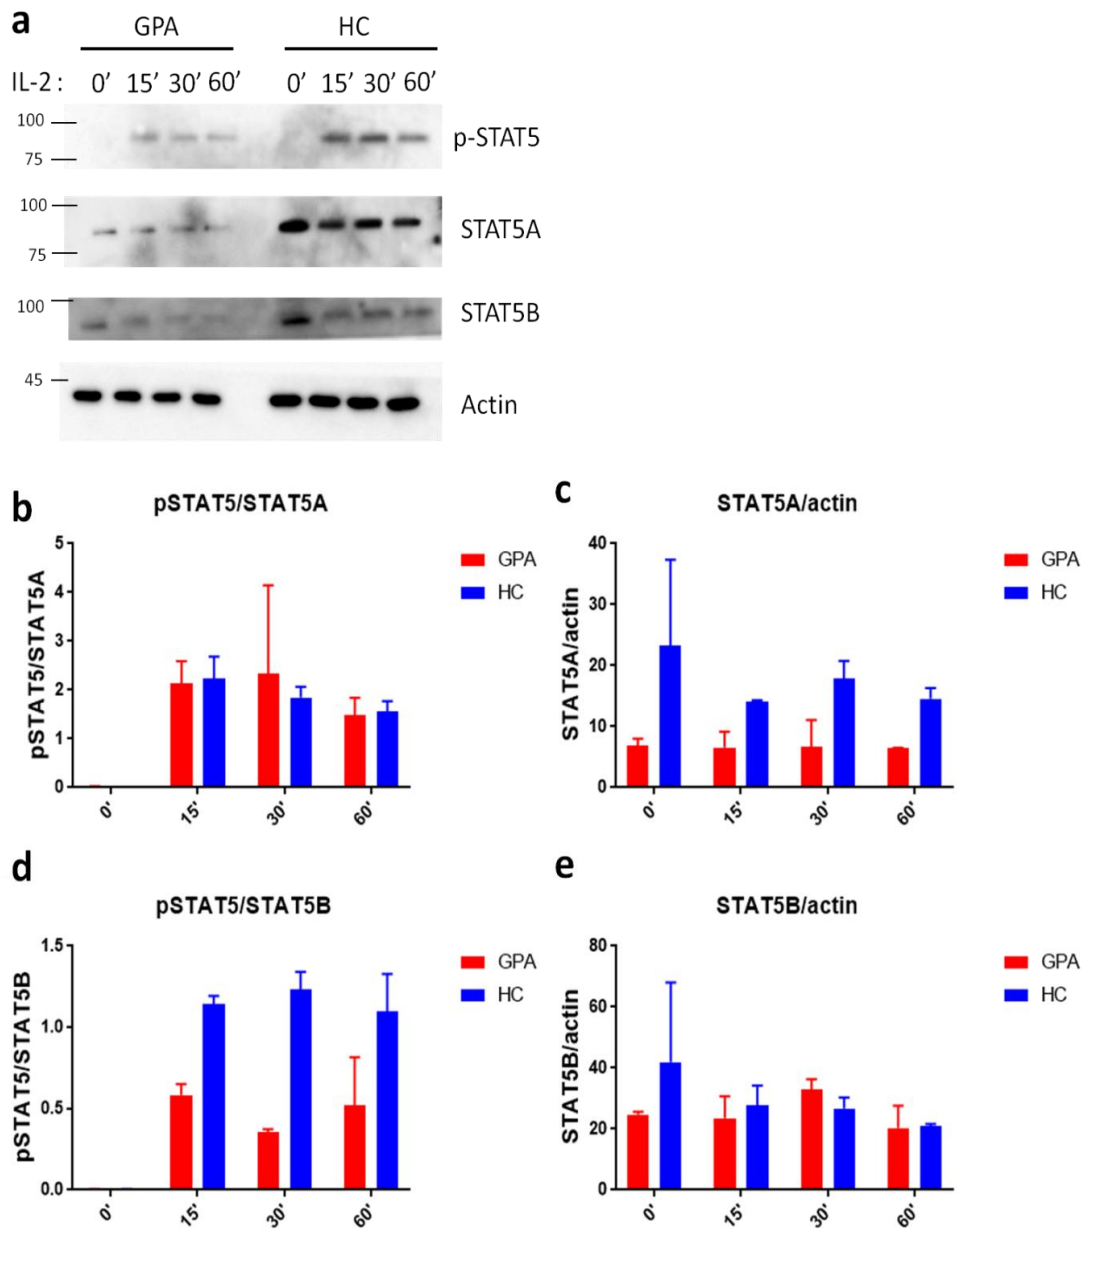 a
GPA HC
IL-2 : 0’ 15’ 30’ 60’ 0’ 15’ 30’ 60’
100
75
p-STAT5
100
75
STAT5A
100
STAT5B
45
Actin
b
pSTAT5/STAT5A
pSTAT5/STAT5A
5
4
3
2
1
0
0'
15'
30'
60'
GPA
HC
c
STAT5A/actin
STAT5A/actin
40
30
20
10
0
0'
15'
30'
60'
GPA
HC
d
pSTAT5/STAT5B
pSTAT5/STAT5B
1.5
1.0
0.5
0.0
0'
15'
30'
60'
GPA
HC
e
STAT5B/actin
STAT5B/actin
80
60
40
20
0
0'
15'
30'
60'
GPA
HC